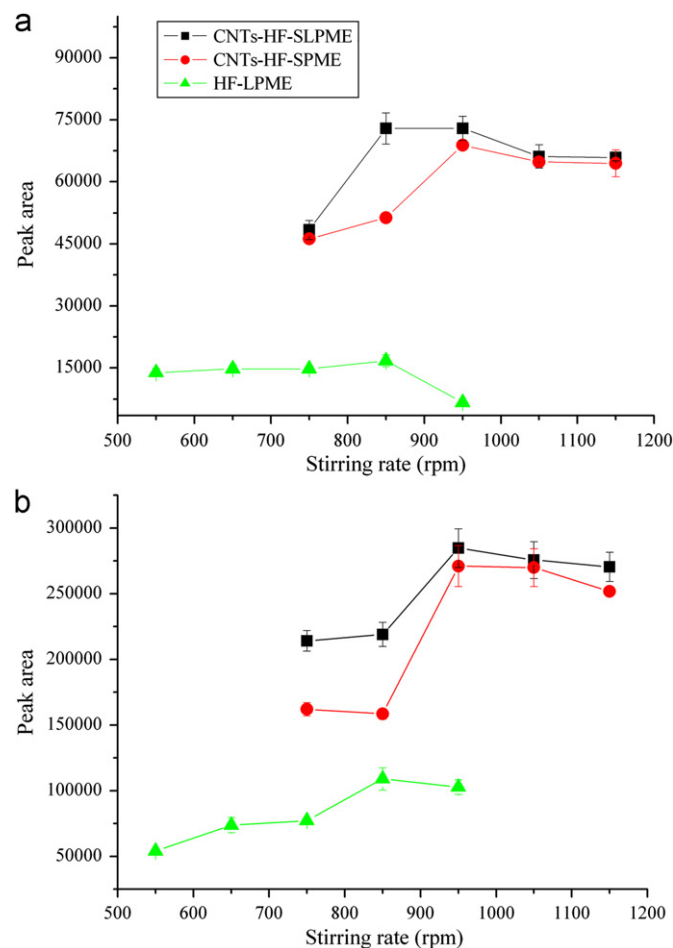 a
CNTs-HF-SLPME
CNTs-HF-SPME
HF-LPME
90000
75000
60000
45000
30000
15000
Peak area
500 600 700 800 900 1000 1100 1200
Stirring rate (rpm)
b
300000
250000
200000
150000
100000
50000
Peak area
500 600 700 800 900 1000 1100 1200
Stirring rate (rpm)